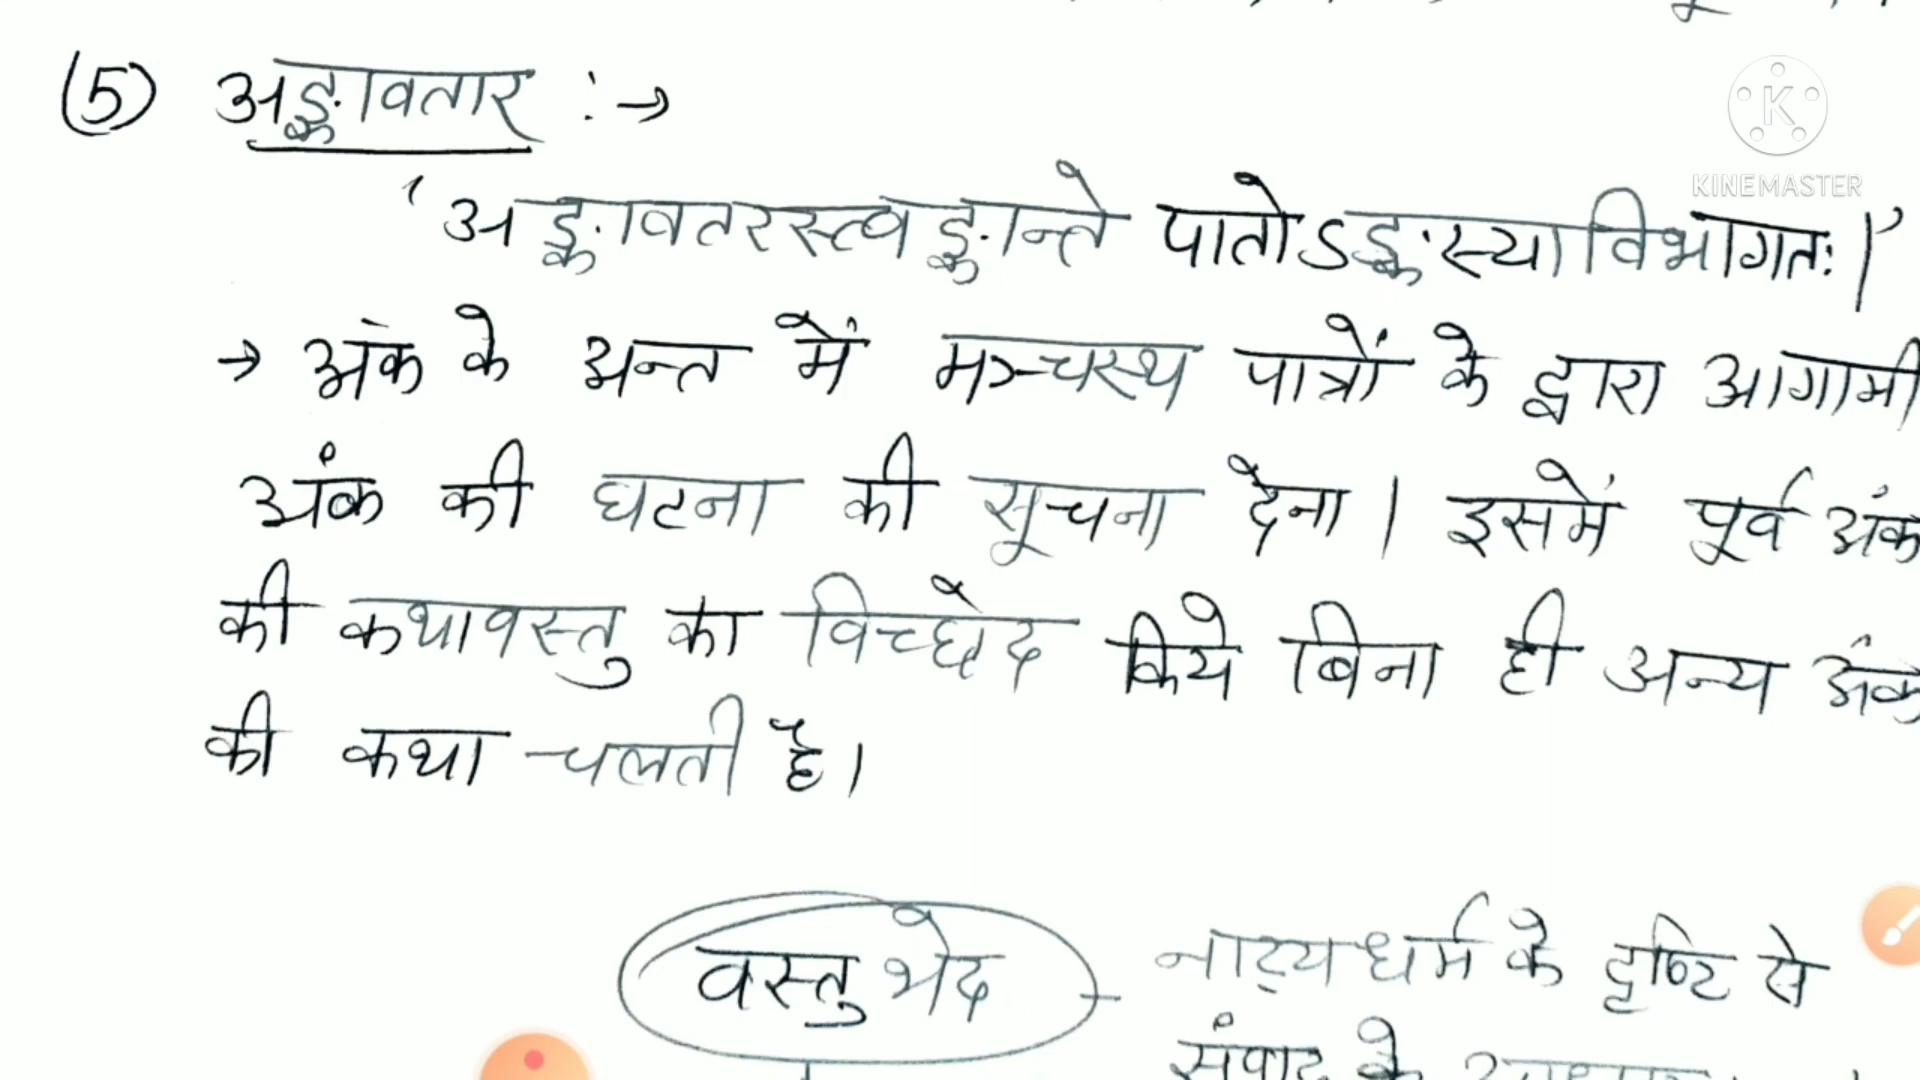 (5) अङ्कावतार :→
'अङ्कावतरस्त्वङ्कान्ते पातोऽङ्कस्याविभागतः।'
→ अंक के अन्त में मञ्चस्थ पात्रों के द्वारा आगामी
अंक की घटना की सूचना देना। इसमें पूर्व अंक
की कथावस्तु का विच्छेद किये बिना ही अन्य अंक
की कथा चलती है।
वस्तु भेद - नाट्यधर्म के दृष्टि से
संवाद के
KINEMASTER